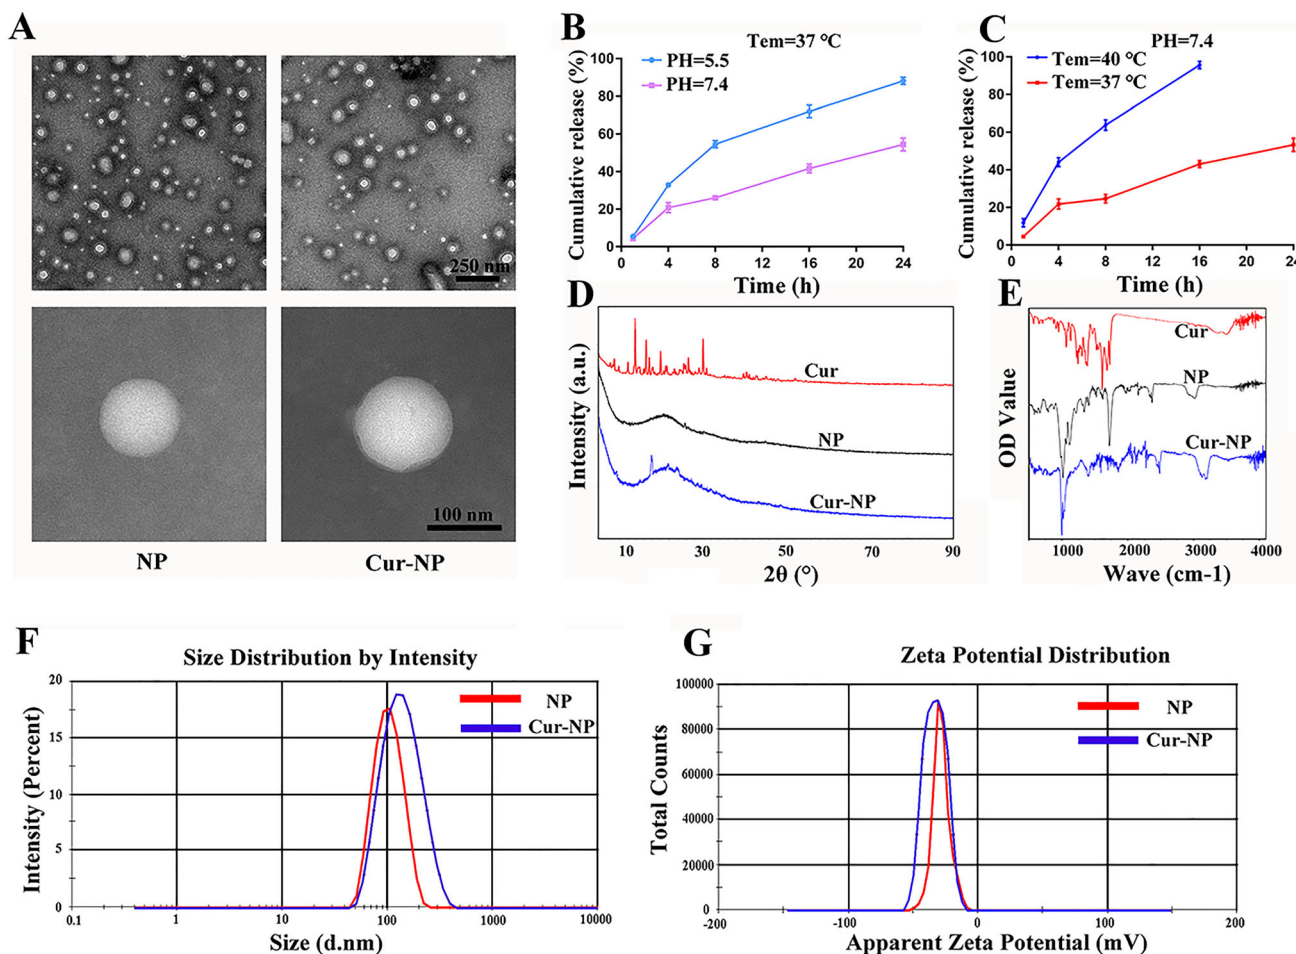 A
250 nm
100 nm
NP
Cur-NP
B
Tem=37 °C
Cumulative release (%)
100
80
60
40
20
0
PH=5.5
PH=7.4
0 4 8 12 16 20 24
Time (h)
C
PH=7.4
Cumulative release (%)
100
80
60
40
20
0
Tem=40 °C
Tem=37 °C
0 4 8 12 16 20 24
Time (h)
D
Intensity (a.u.)
Cur
NP
Cur-NP
10 30 50 70 90
2θ (°)
E
OD Value
Cur
NP
Cur-NP
1000 2000 3000 4000
Wave (cm-1)
F
Size Distribution by Intensity
Intensity (Percent)
20
15
10
5
0
NP
Cur-NP
0.1 1 10 100 1000 10000
Size (d.nm)
G
Zeta Potential Distribution
Total Counts
100000
80000
60000
40000
20000
0
NP
Cur-NP
-200 -100 0 100 200
Apparent Zeta Potential (mV)